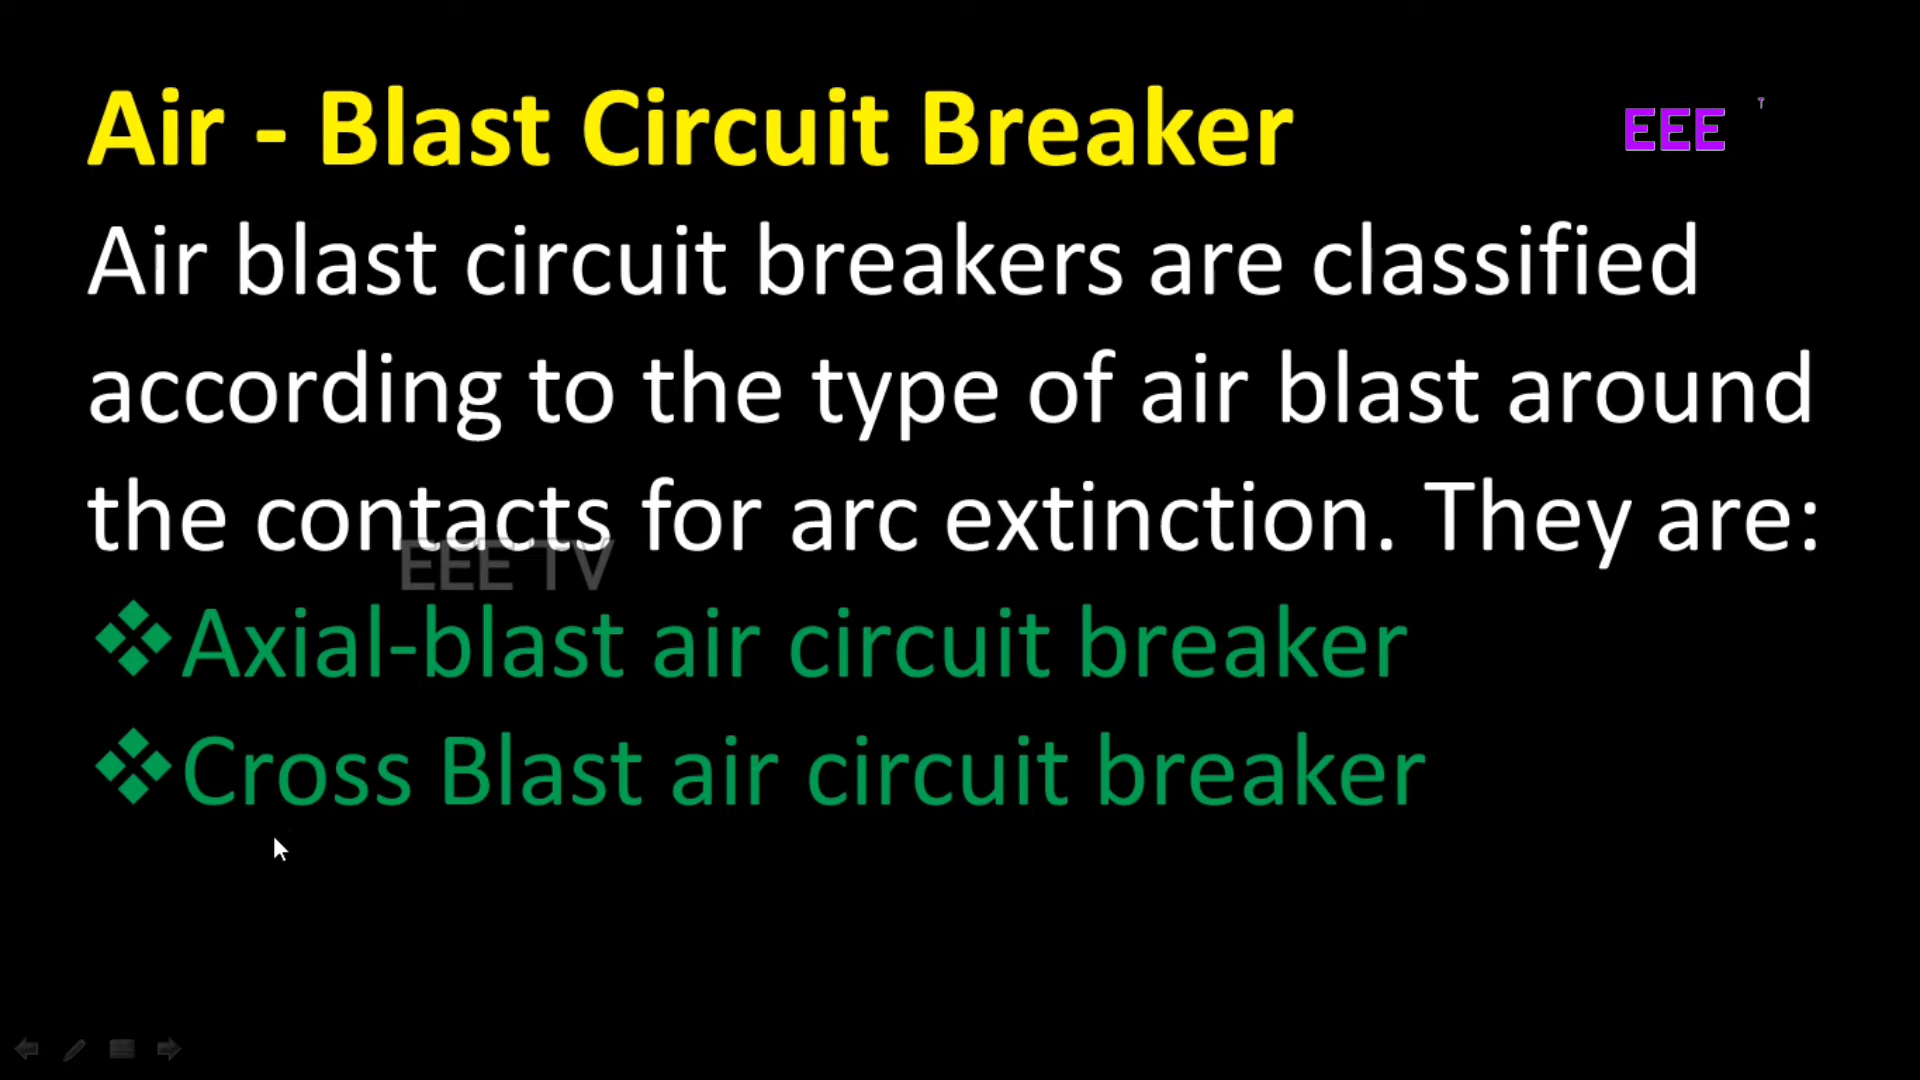 Air - Blast Circuit Breaker
EEE T
Air blast circuit breakers are classified
according to the type of air blast around
the contacts for arc extinction. They are:
EEE TV
❖Axial-blast air circuit breaker
❖Cross Blast air circuit breaker